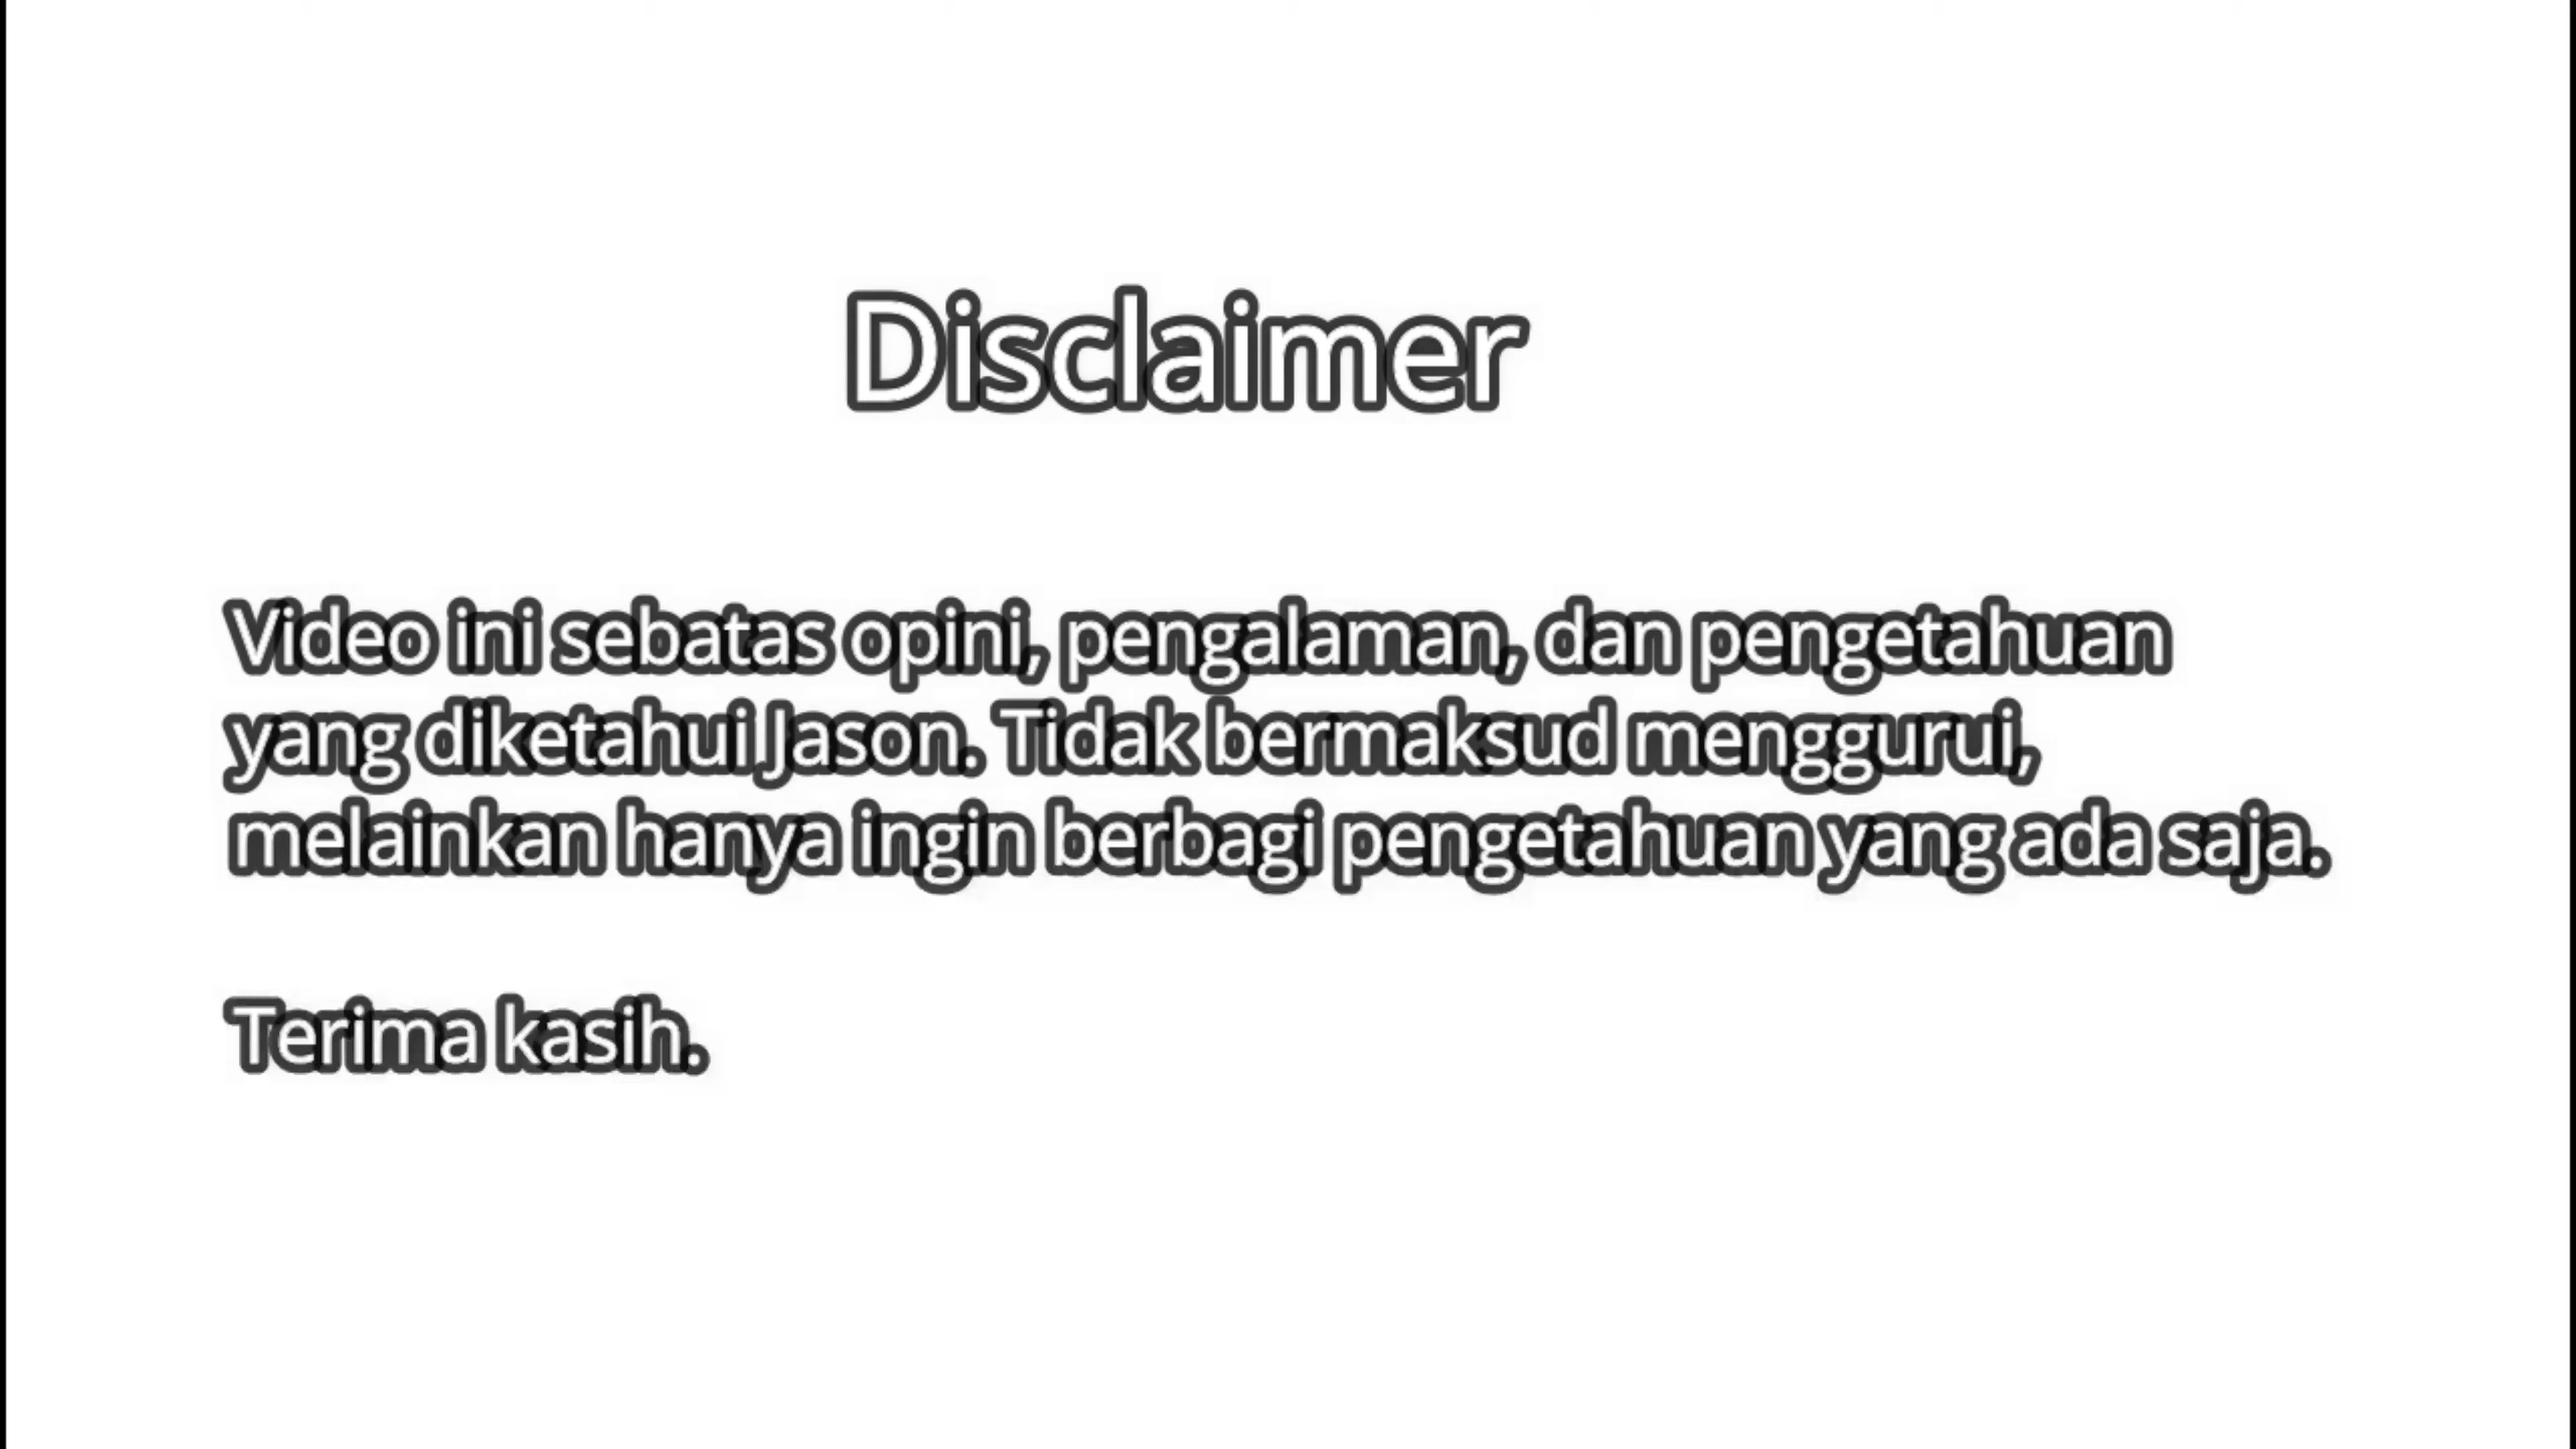 Disclaimer
Video ini sebatas opini, pengalaman, dan pengetahuan
yang diketahui Jason. Tidak bermaksud menggurui,
melainkan hanya ingin berbagi pengetahuan yang ada saja.
Terima kasih.